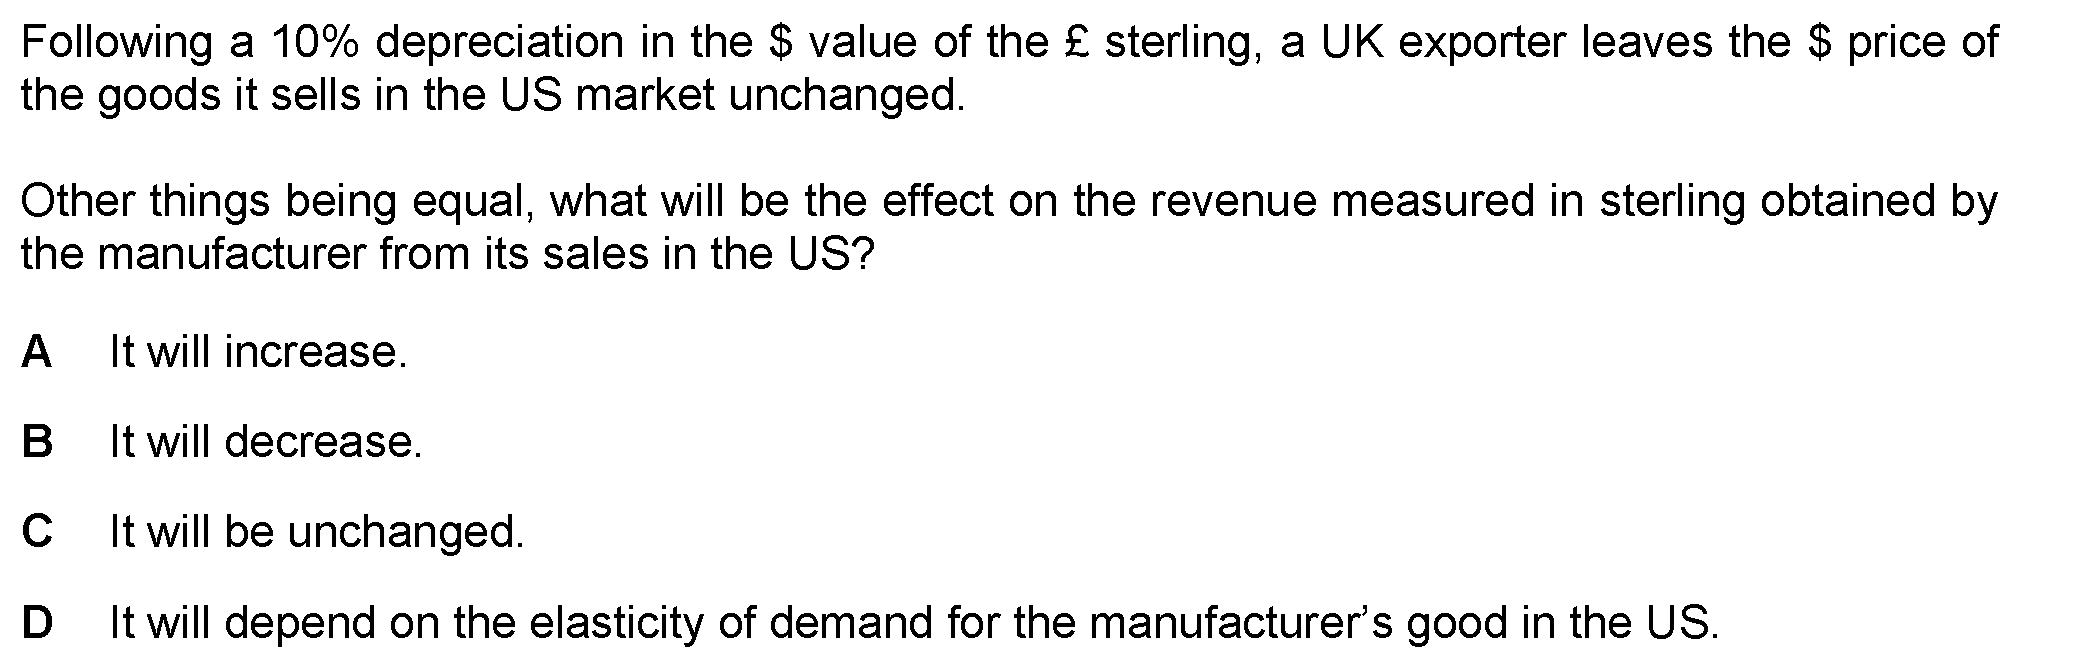 Following a 10% depreciation in the $ value of the £ sterling, a UK exporter leaves the $ price of
the goods it sells in the US market unchanged.
Other things being equal, what will be the effect on the revenue measured in sterling obtained by
the manufacturer from its sales in the US?
A It will increase.
B It will decrease.
C It will be unchanged.
D It will depend on the elasticity of demand for the manufacturer’s good in the US.